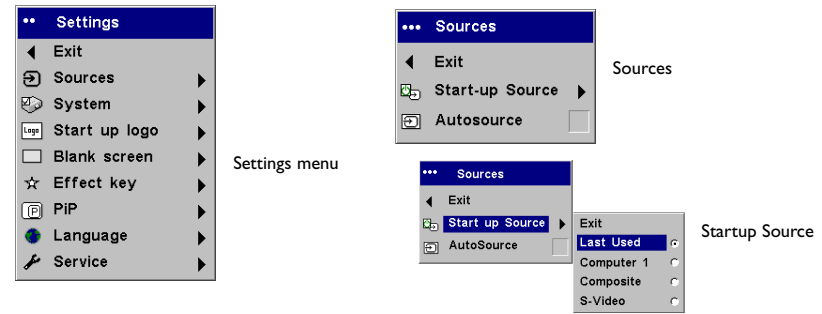 Settings
Exit
Sources
System
Logo Start up logo
Blank screen
Effect key
P PiP
Language
Service
Settings menu
Sources
Exit
Start-up Source
Autosource
Sources
Sources
Exit
Start up Source
AutoSource
Exit
Last Used
Computer 1
Composite
S-Video
Startup Source